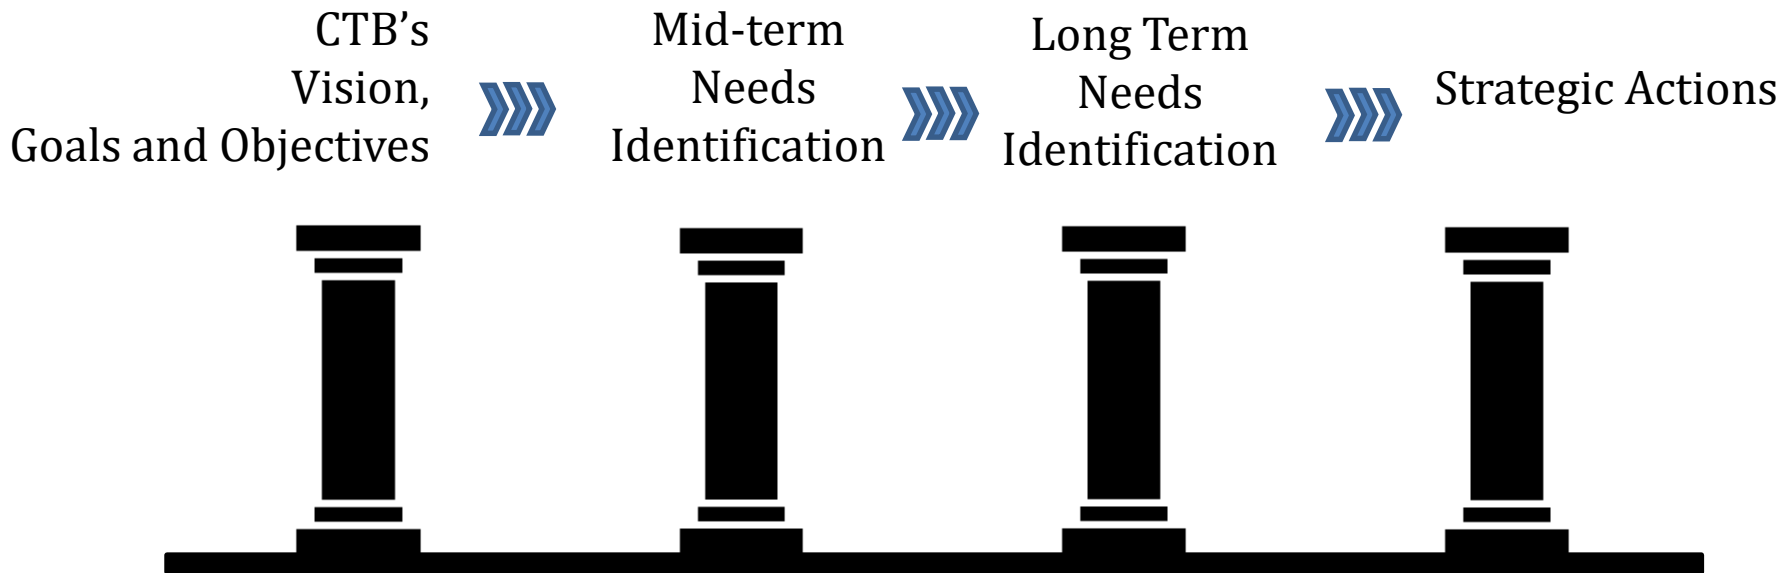 CTB’s
Vision,
Goals and Objectives
Mid-term
Needs
Identification
Long Term
Needs
Identification
Strategic Actions